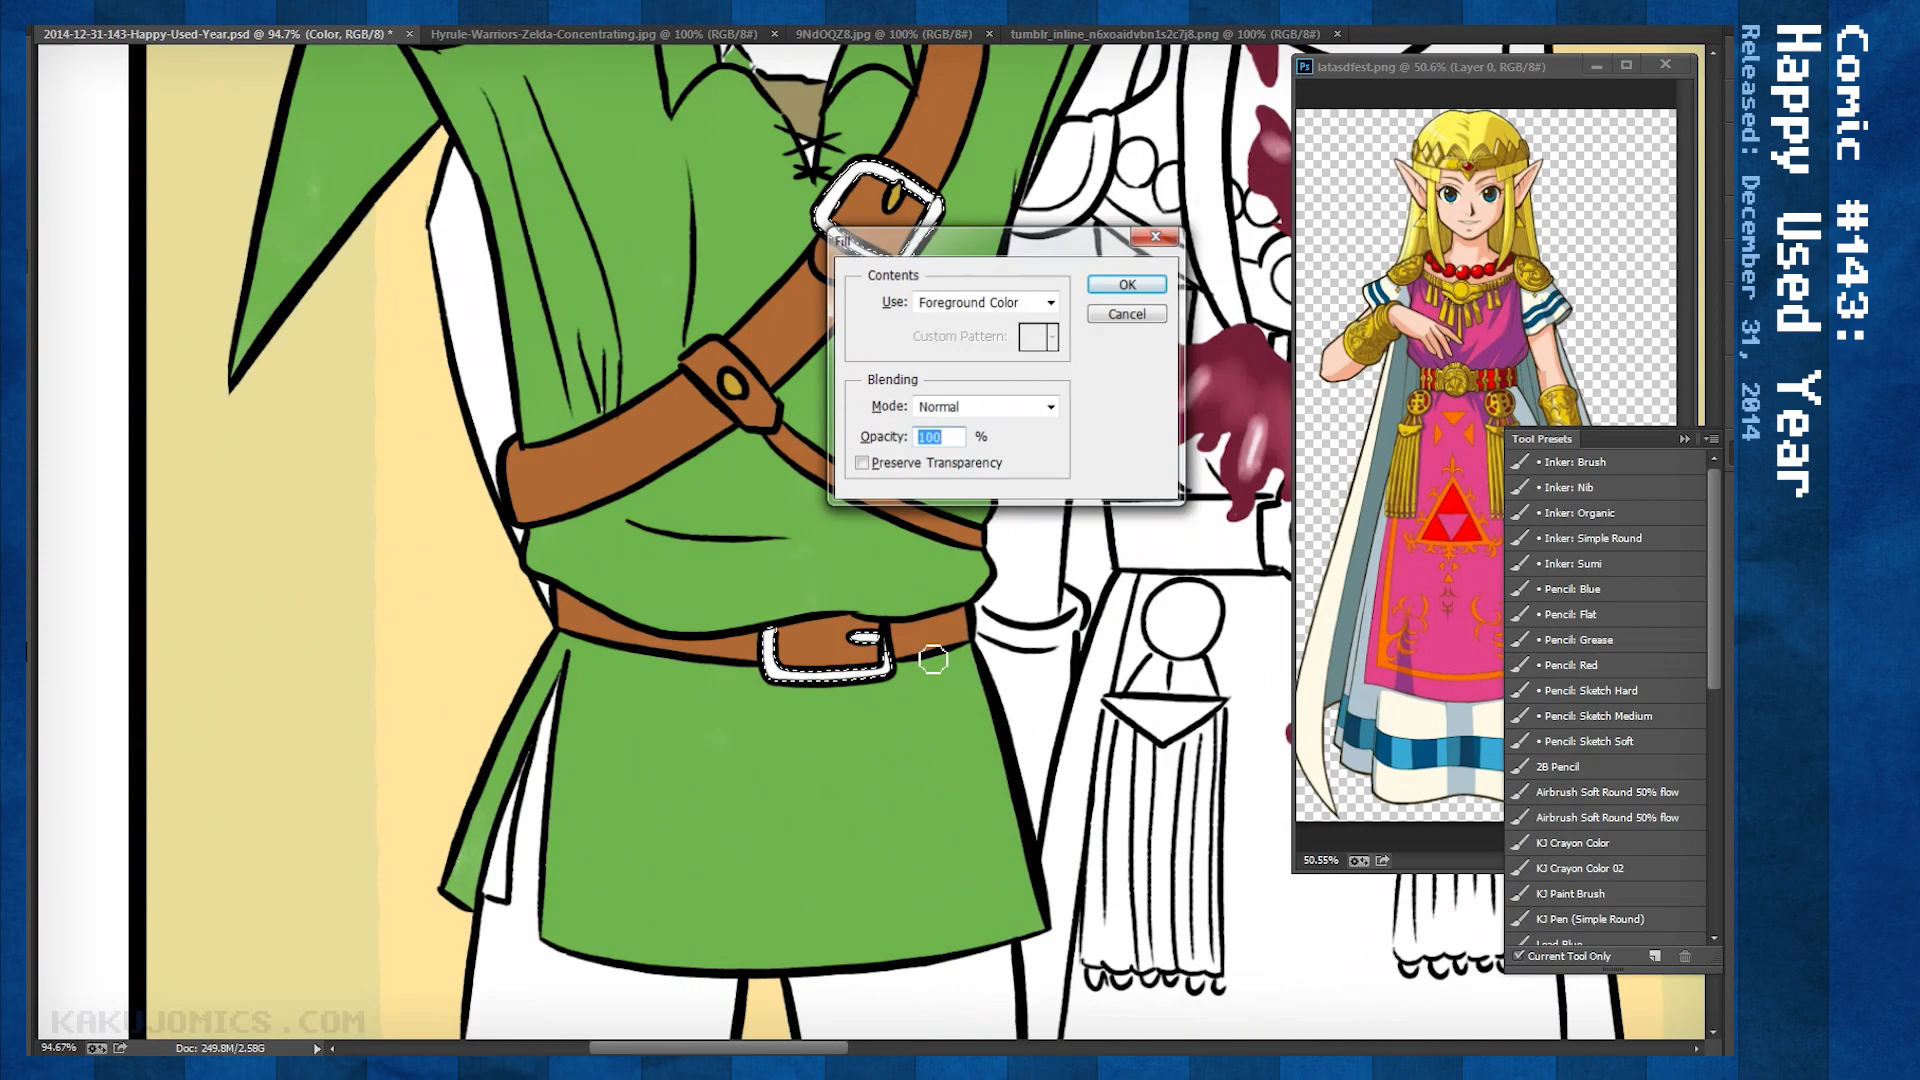 2014-12-31-143-Happy-Used-Year.psd @ 94.7% (Color, RGB/8) * ×
Hyrule-Warriors-Zelda-Concentrating.jpg @ 100% (RGB/8#) ×
9NdOQZ8.jpg @ 100% (RGB/8#) ×
tumblr_inline_n6xoaidvbn1s2c7j8.png @ 100% (RGB/8#) ×
Ps latasdfest.png @ 50.6% (Layer 0, RGB/8#)
Fill
Contents
Use: Foreground Color
Custom Pattern:
Blending
Mode: Normal
Opacity: 100 %
Preserve Transparency
OK
Cancel
50.55%
Tool Presets
• Inker: Brush
• Inker: Nib
• Inker: Organic
• Inker: Simple Round
• Inker: Sumi
• Pencil: Blue
• Pencil: Flat
• Pencil: Grease
• Pencil: Red
• Pencil: Sketch Hard
• Pencil: Sketch Medium
• Pencil: Sketch Soft
2B Pencil
Airbrush Soft Round 50% flow
Airbrush Soft Round 50% flow
KJ Crayon Color
KJ Crayon Color 02
KJ Paint Brush
KJ Pen (Simple Round)
Lead Blue
Current Tool Only
KAKUJOMICS.COM
94.67%
Doc: 249.8M/2.58G
Comic #143:
Happy Used Year
Released: December 31, 2014